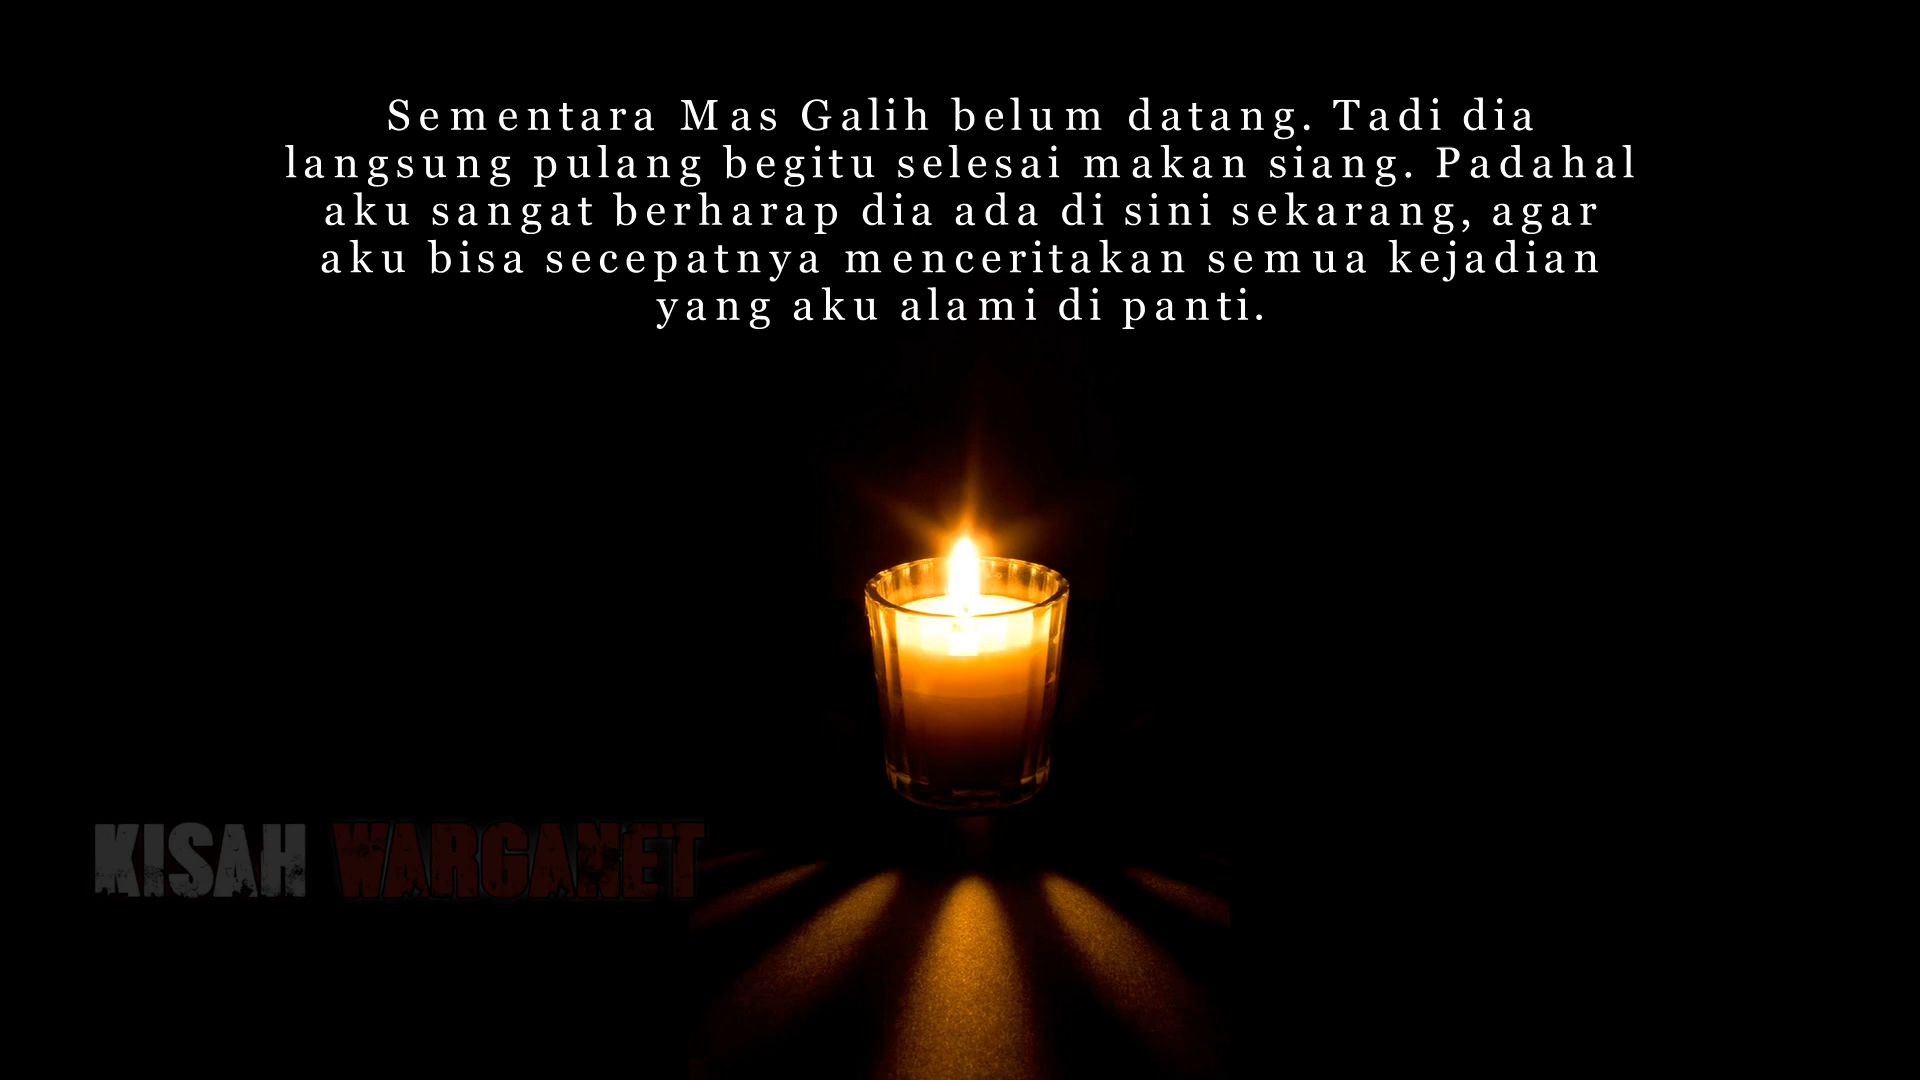 Sementara Mas Galih belum datang. Tadi dia
langsung pulang begitu selesai makan siang. Padahal
aku sangat berharap dia ada di sini sekarang, agar
aku bisa secepatnya menceritakan semua kejadian
yang aku alami di panti.
KISAH WARGANET